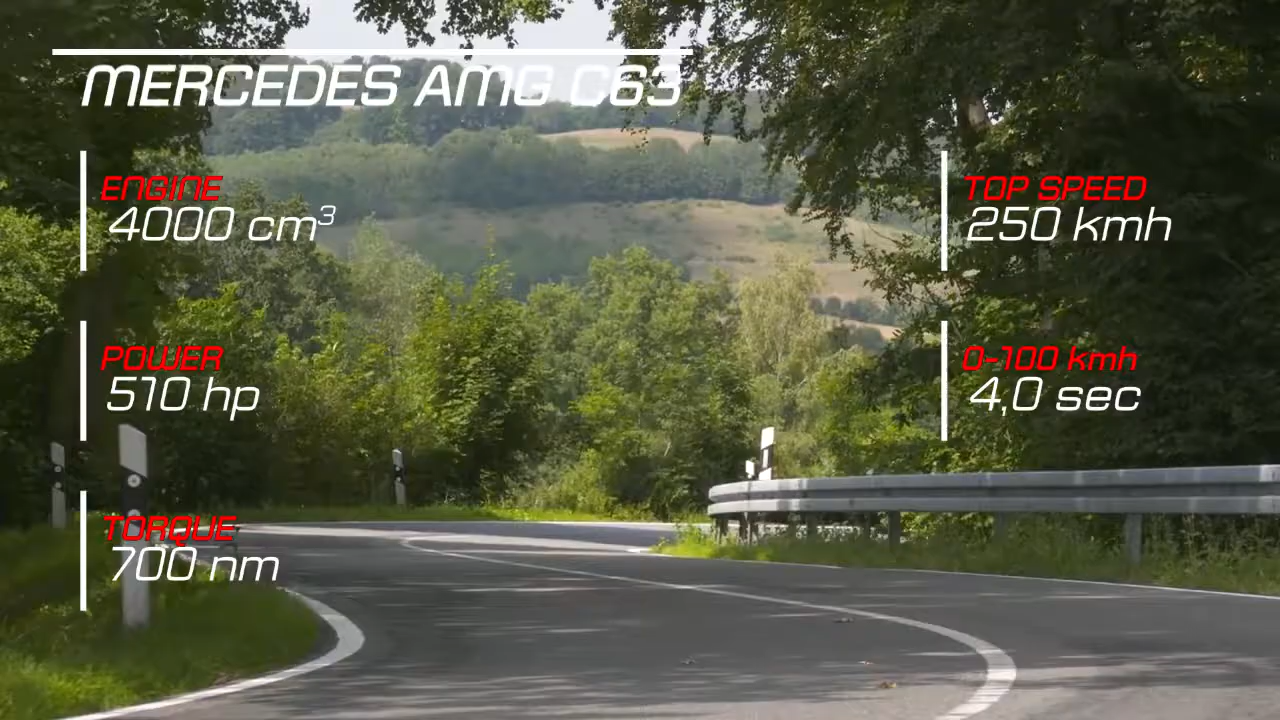 MERCEDES AMG C63
ENGINE
4000 cm³
POWER
510 hp
TORQUE
700 nm
TOP SPEED
250 kmh
0-100 kmh
4,0 sec